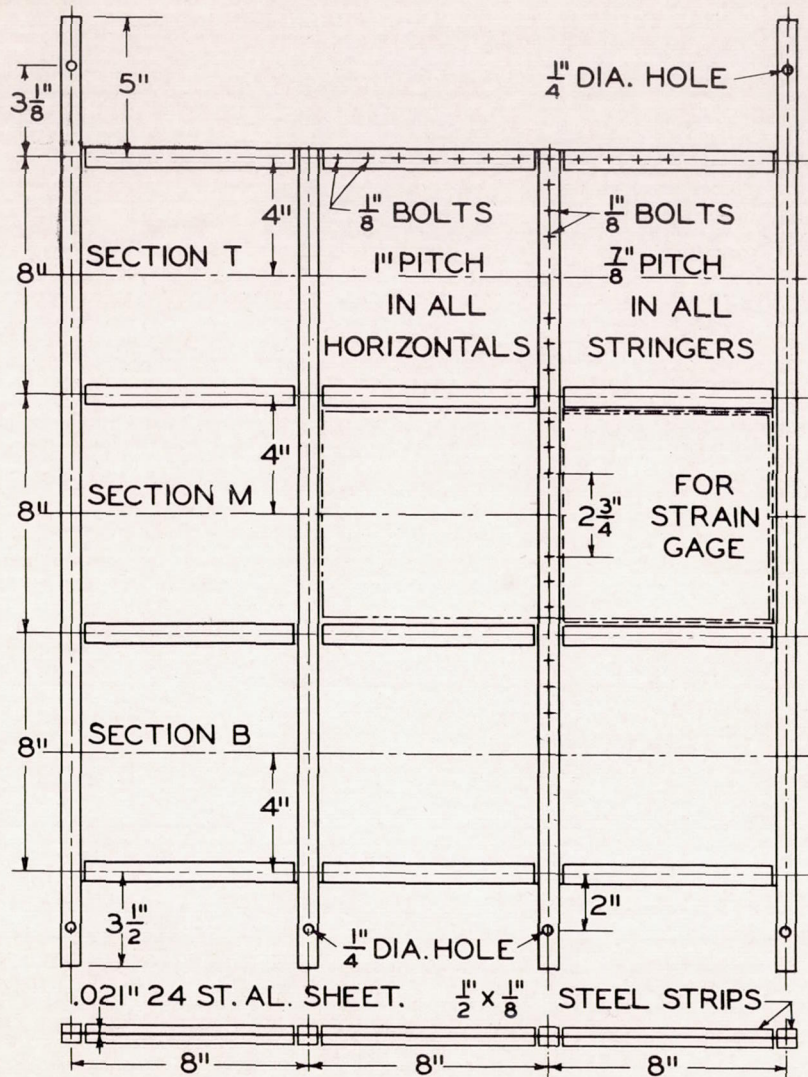 5"
3 1/8"
1/4" DIA. HOLE
4"
1/8" BOLTS
1/8" BOLTS
8"
SECTION T
1" PITCH
IN ALL
HORIZONTALS
7/8" PITCH
IN ALL
STRINGERS
4"
8"
SECTION M
2 3/4"
FOR
STRAIN
GAGE
8"
SECTION B
4"
3 1/2"
1/4" DIA. HOLE
2"
.021" 24 ST. AL. SHEET.
1/2" x 1/8" STEEL STRIPS
8" 8" 8"